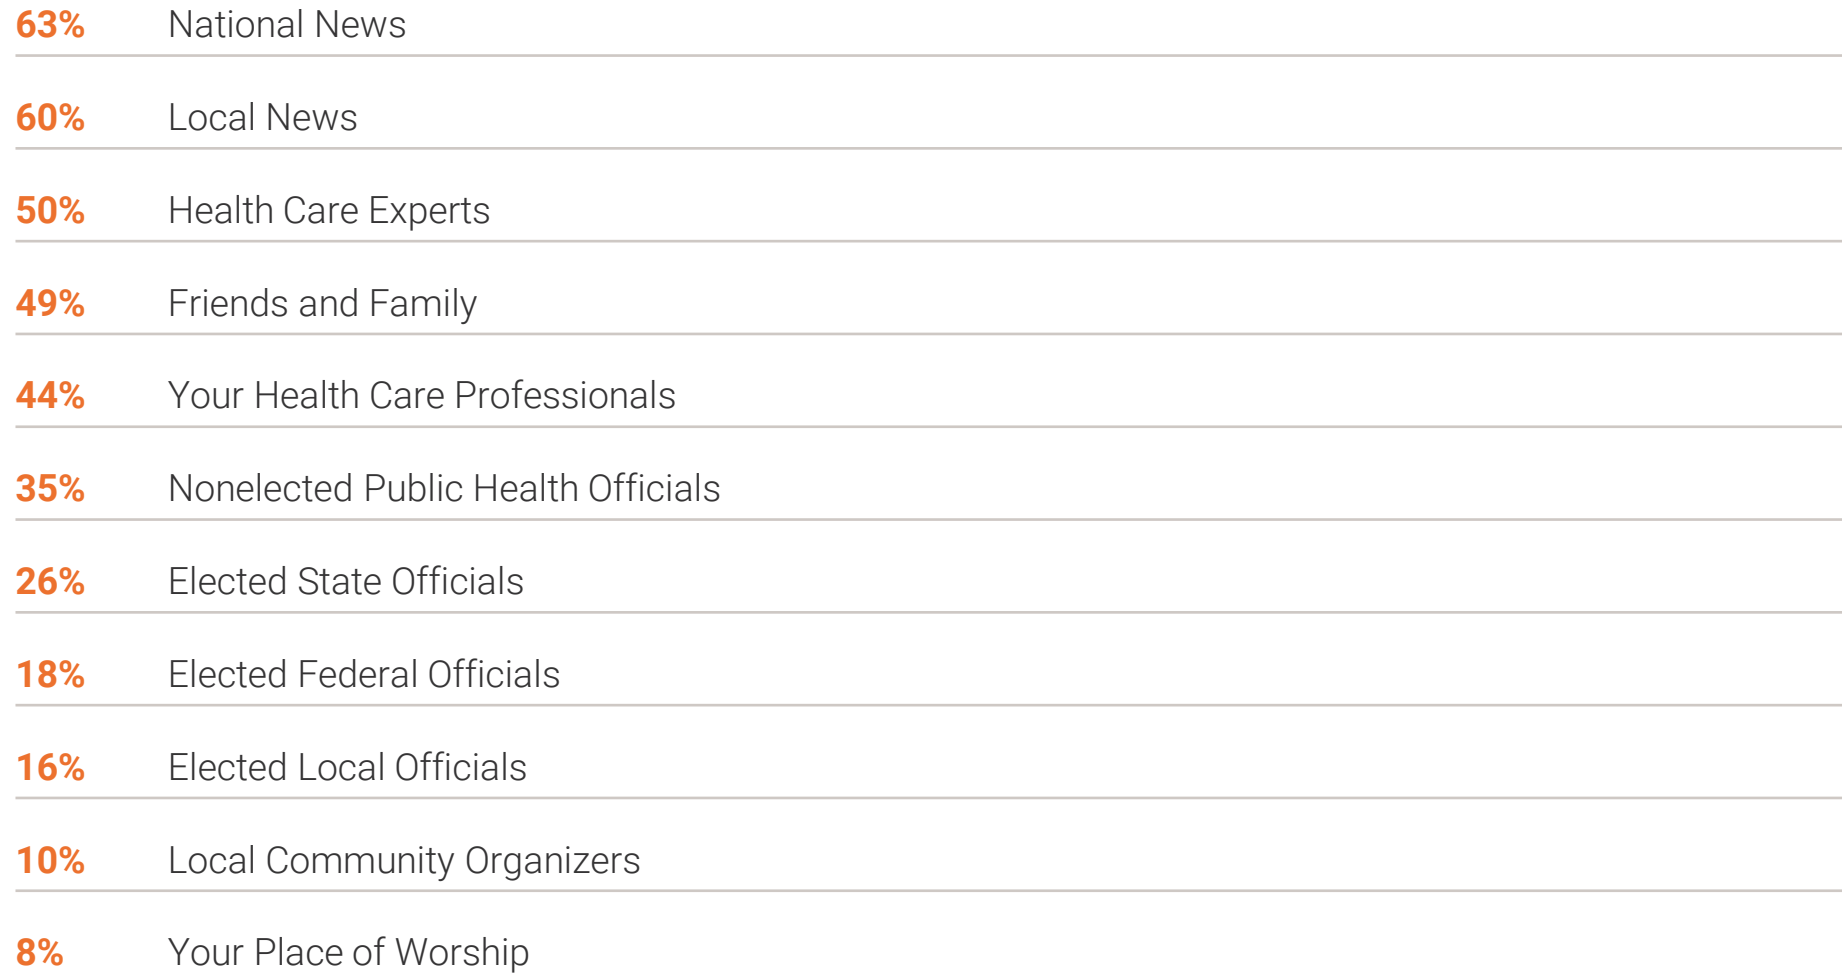 63% National News
60% Local News
50% Health Care Experts
49% Friends and Family
44% Your Health Care Professionals
35% Nonelected Public Health Officials
26% Elected State Officials
18% Elected Federal Officials
16% Elected Local Officials
10% Local Community Organizers
8% Your Place of Worship